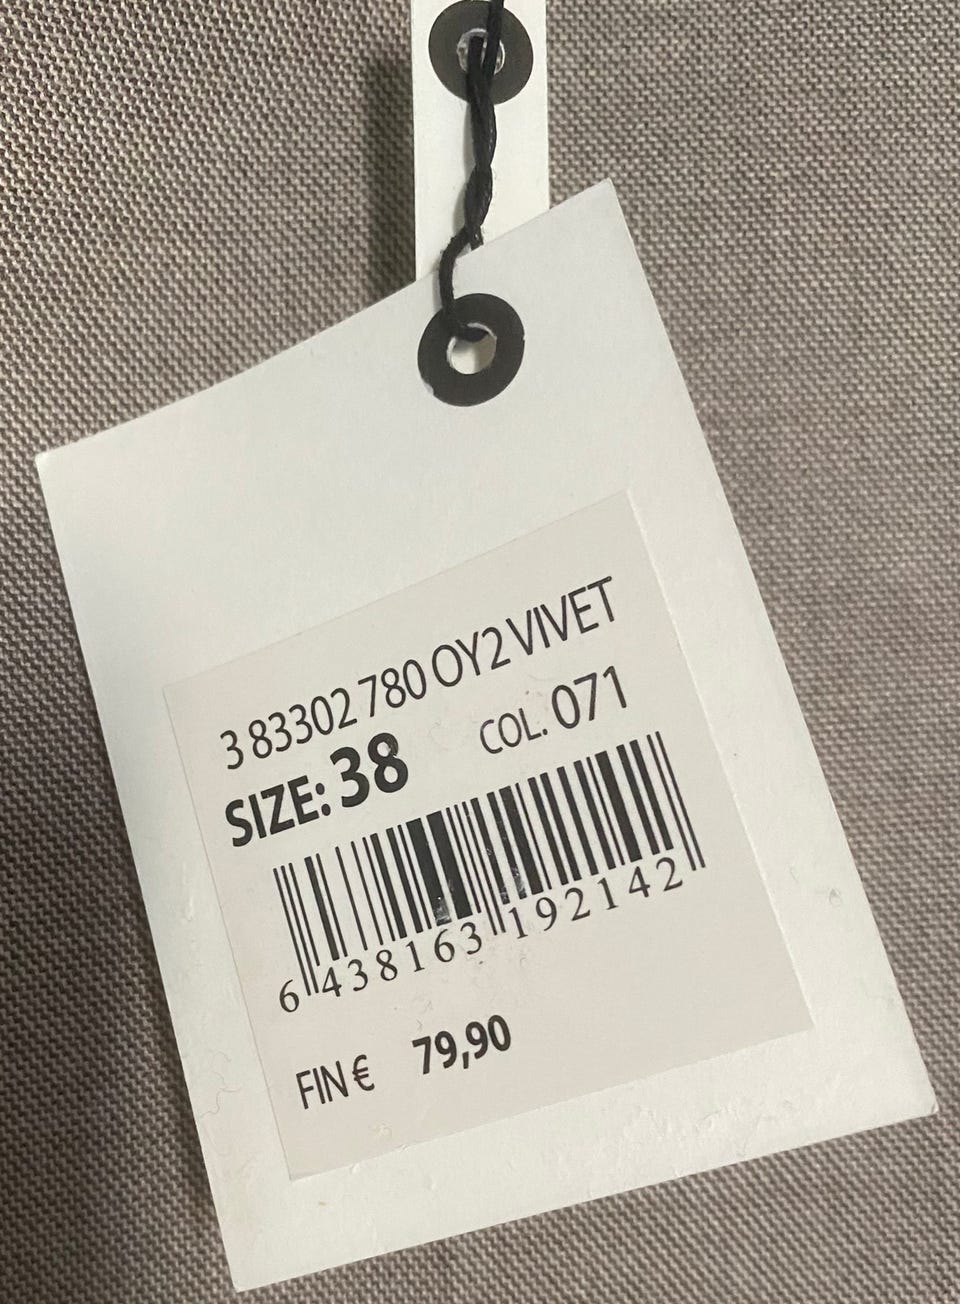 3 83302 780 OY2 VIVET
SIZE: 38 COL. 071
6 438163 192142
FIN € 79,90